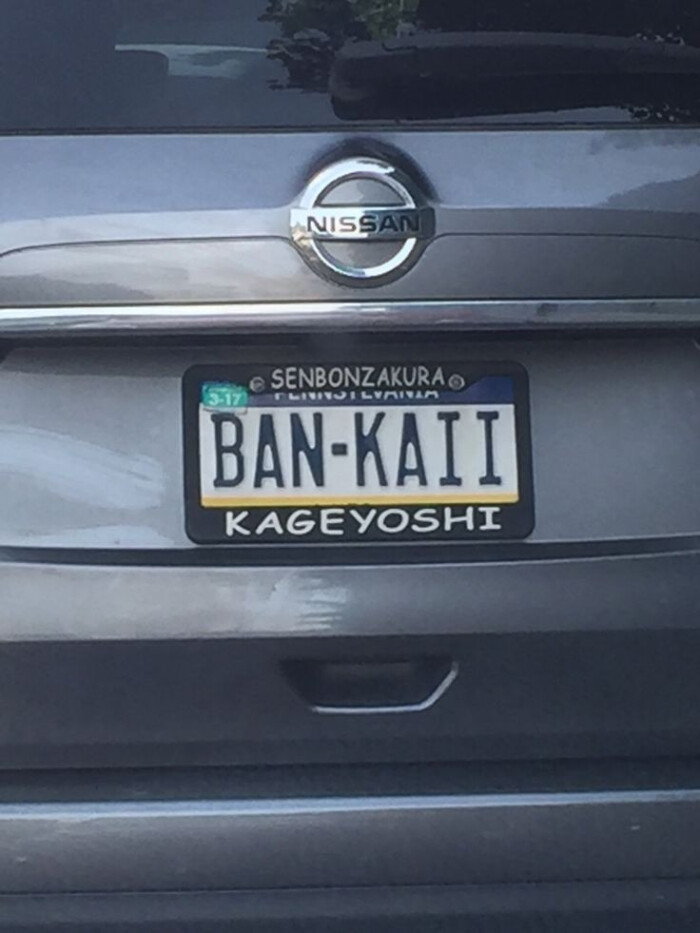 NISSAN
SENBONZAKURA
3-17
PENNSYLVANIA
BAN-KAII
KAGEYOSHI